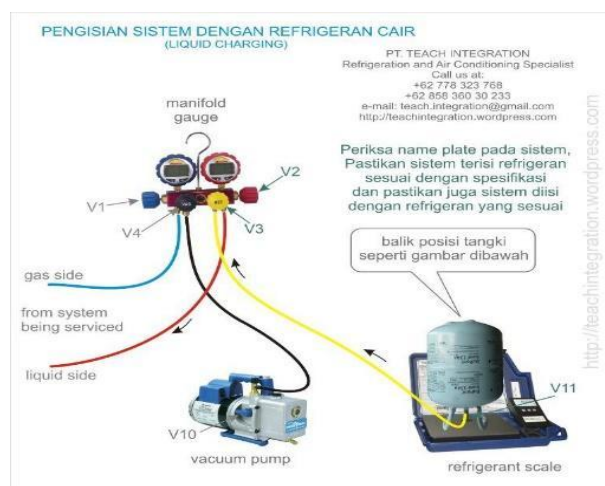 PENGISIAN SISTEM DENGAN REFRIGERAN CAIR
(LIQUID CHARGING)
PT. TEACH INTEGRATION
Refrigeration and Air Conditioning Specialist
Call us at:
+62 778 323 768
+62 858 360 30 233
e-mail: teach.integration@gmail.com
http://teachintegration.wordpress.com
manifold
gauge
Periksa name plate pada sistem,
Pastikan sistem terisi refrigeran
sesuai dengan spesifikasi
dan pastikan juga sistem diisi
dengan refrigeran yang sesuai
V1
V2
V4
V3
balik posisi tangki
seperti gambar dibawah
gas side
from system
being serviced
liquid side
V10
vacuum pump
V11
refrigerant scale
http://teachintegration.wordpress.com